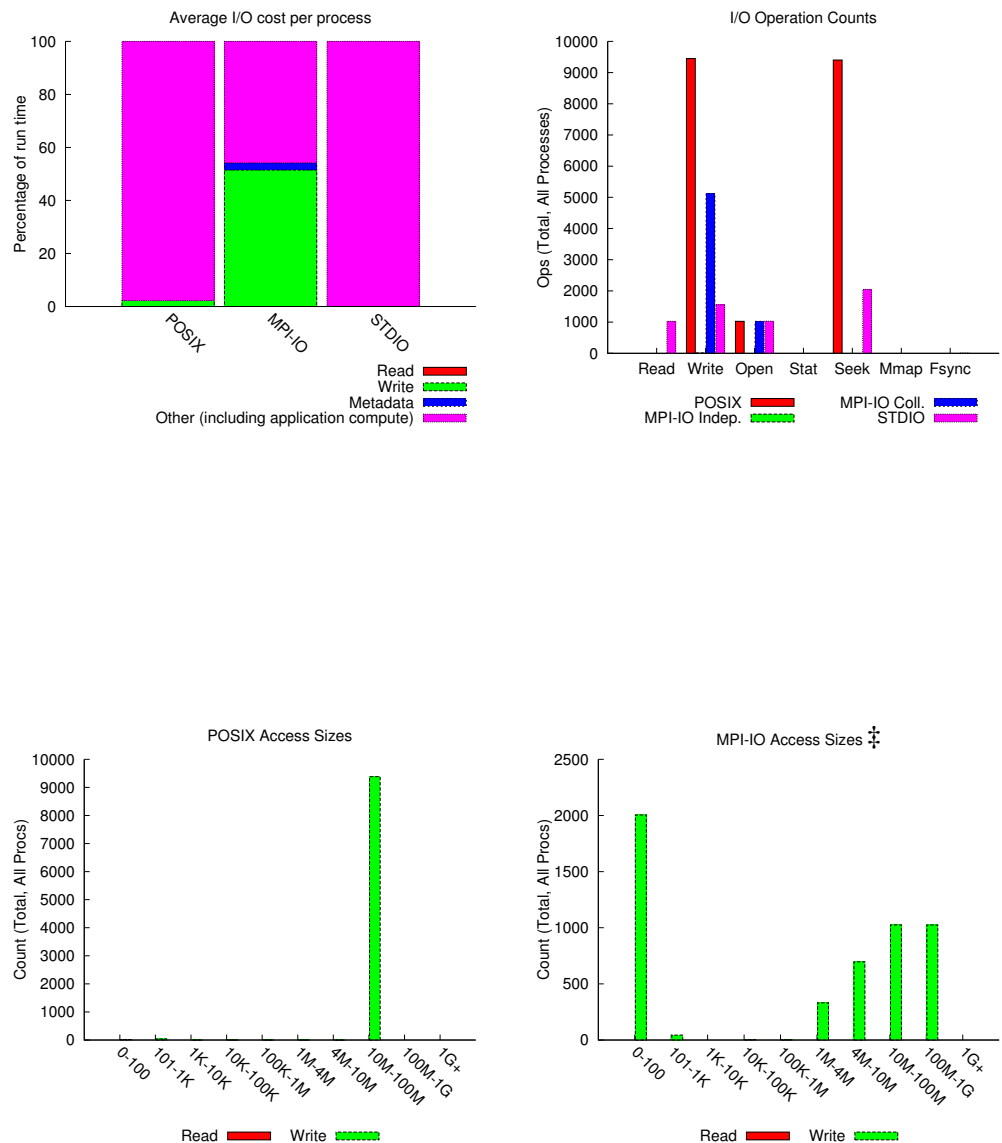 Average I/O cost per process
100
80
60
40
20
0
Percentage of run time
POSIX
MPI-IO
STDIO
Read
Write
Metadata
Other (including application compute)
I/O Operation Counts
10000
9000
8000
7000
6000
5000
4000
3000
2000
1000
0
Ops (Total, All Processes)
Read Write Open Stat Seek Mmap Fsync
POSIX MPI-IO Coll.
MPI-IO Indep. STDIO
POSIX Access Sizes
10000
9000
8000
7000
6000
5000
4000
3000
2000
1000
0
Count (Total, All Procs)
0-100
101-1K
1K-10K
10K-100K
100K-1M
1M-4M
4M-10M
10M-100M
100M-1G
1G+
Read Write
MPI-IO Access Sizes ‡
2500
2000
1500
1000
500
0
Count (Total, All Procs)
0-100
101-1K
1K-10K
10K-100K
100K-1M
1M-4M
4M-10M
10M-100M
100M-1G
1G+
Read Write